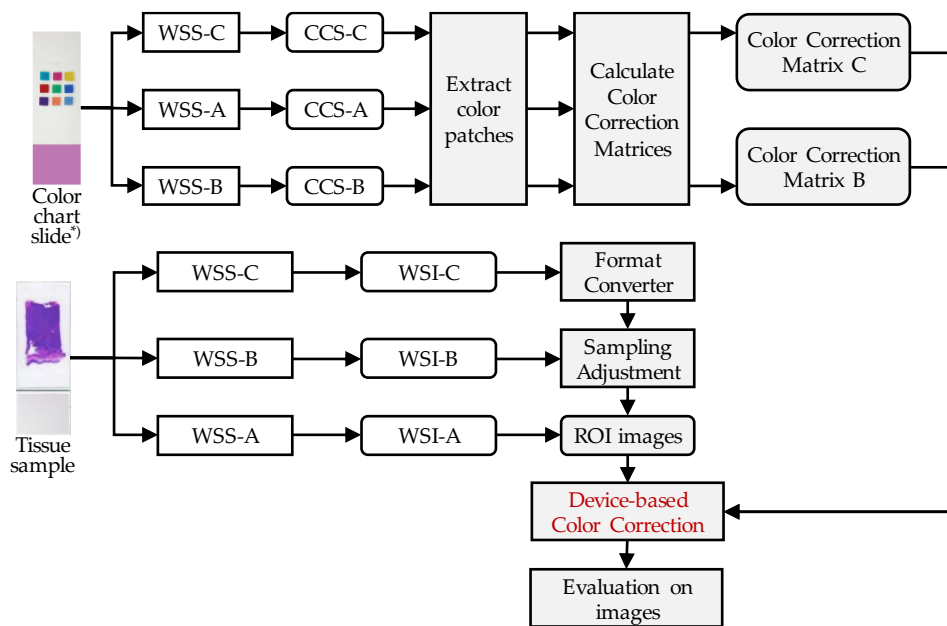 WSS-C
CCS-C
Color Correction
Matrix C
Extract
color
patches
Calculate
Color
Correction
Matrices
WSS-A
CCS-A
WSS-B
CCS-B
Color Correction
Matrix B
Color
chart
slide*)
WSS-C
WSI-C
Format
Converter
WSS-B
WSI-B
Sampling
Adjustment
WSS-A
WSI-A
ROI images
Tissue
sample
Device-based
Color Correction
Evaluation on
images